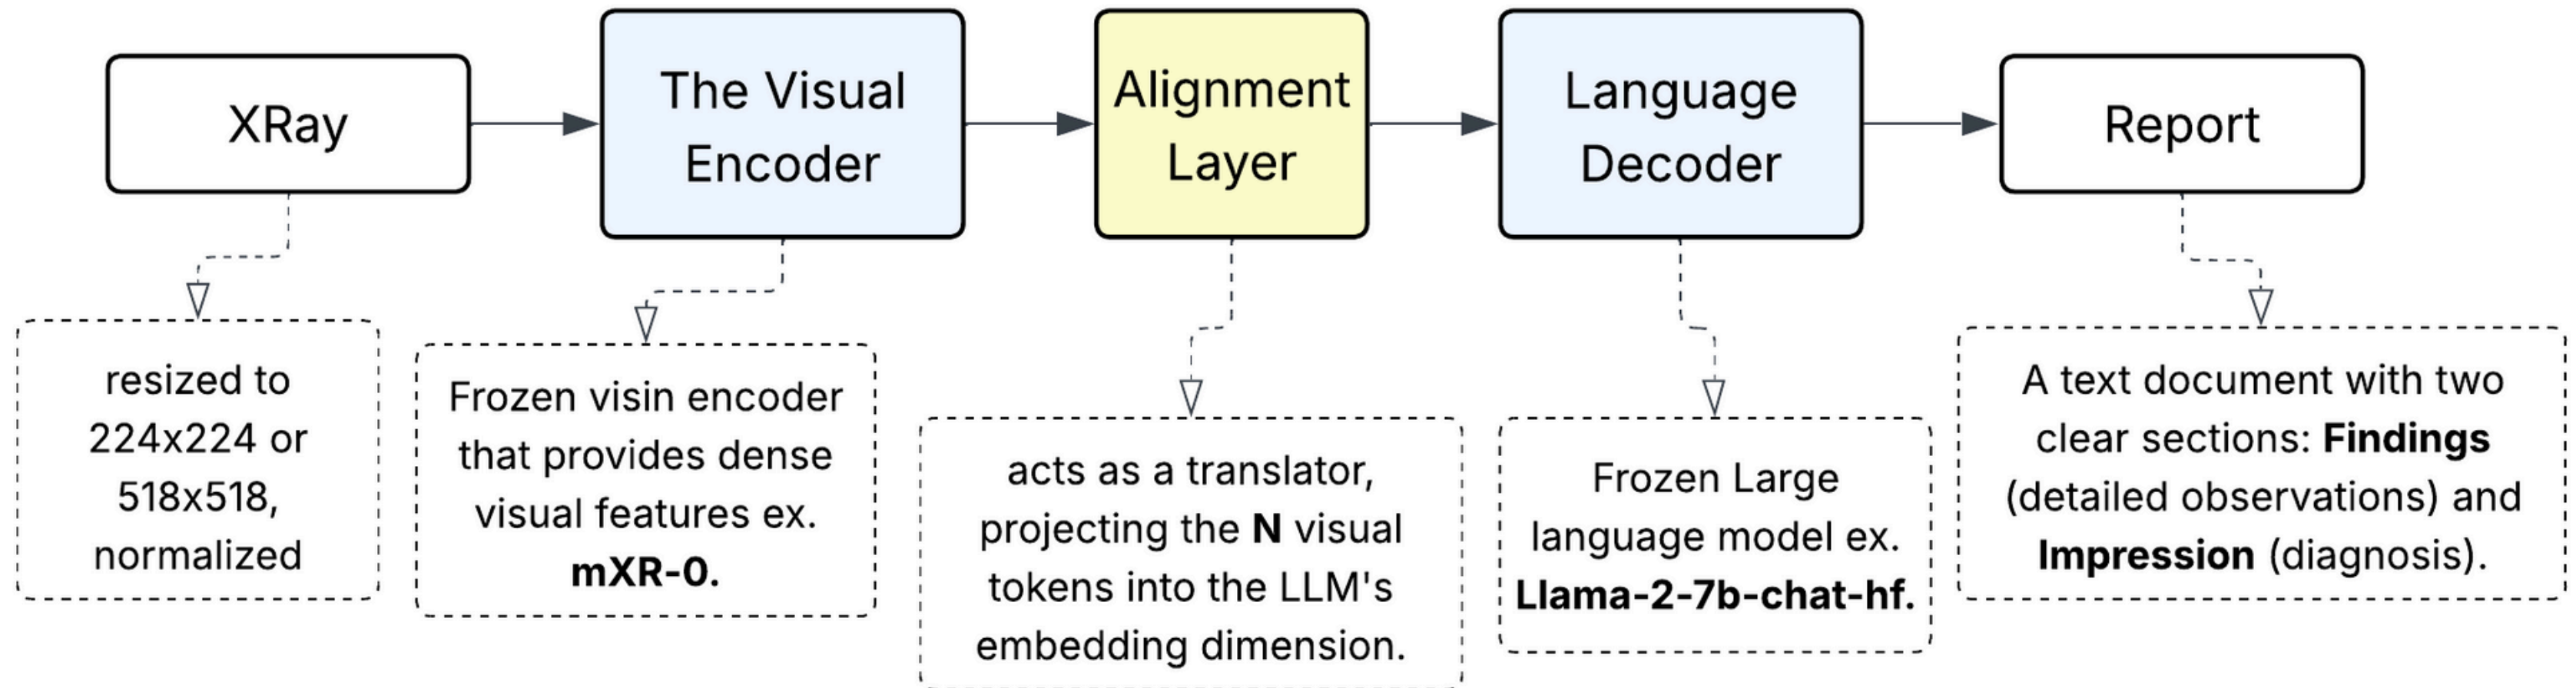 XRay
The Visual
Encoder
Alignment
Layer
Language
Decoder
Report
resized to
224x224 or
518x518,
normalized
Frozen visin encoder
that provides dense
visual features ex.
mXR-0.
acts as a translator,
projecting the N visual
tokens into the LLM's
embedding dimension.
Frozen Large
language model ex.
Llama-2-7b-chat-hf.
A text document with two
clear sections: Findings
(detailed observations) and
Impression (diagnosis).